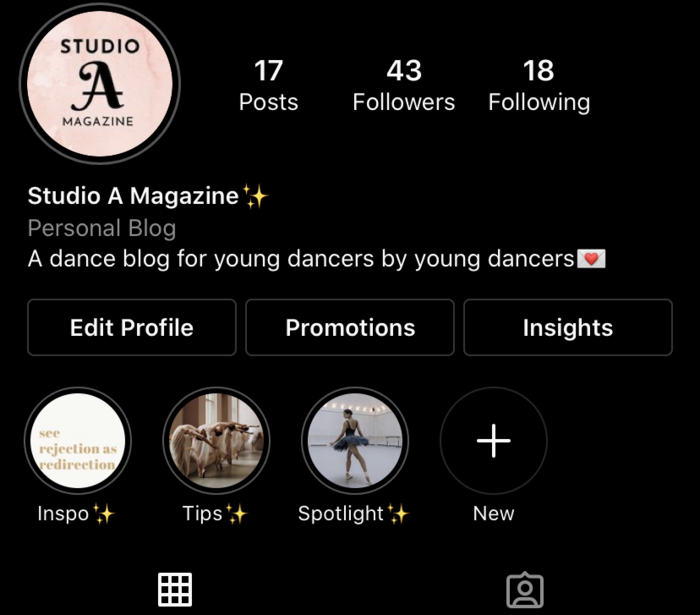 STUDIO
A
MAGAZINE
17 43 18
Posts Followers Following
Studio A Magazine✨
Personal Blog
A dance blog for young dancers by young dancers💌
Edit Profile Promotions Insights
see
rejection as
redirection
Inspo✨ Tips✨ Spotlight✨ New